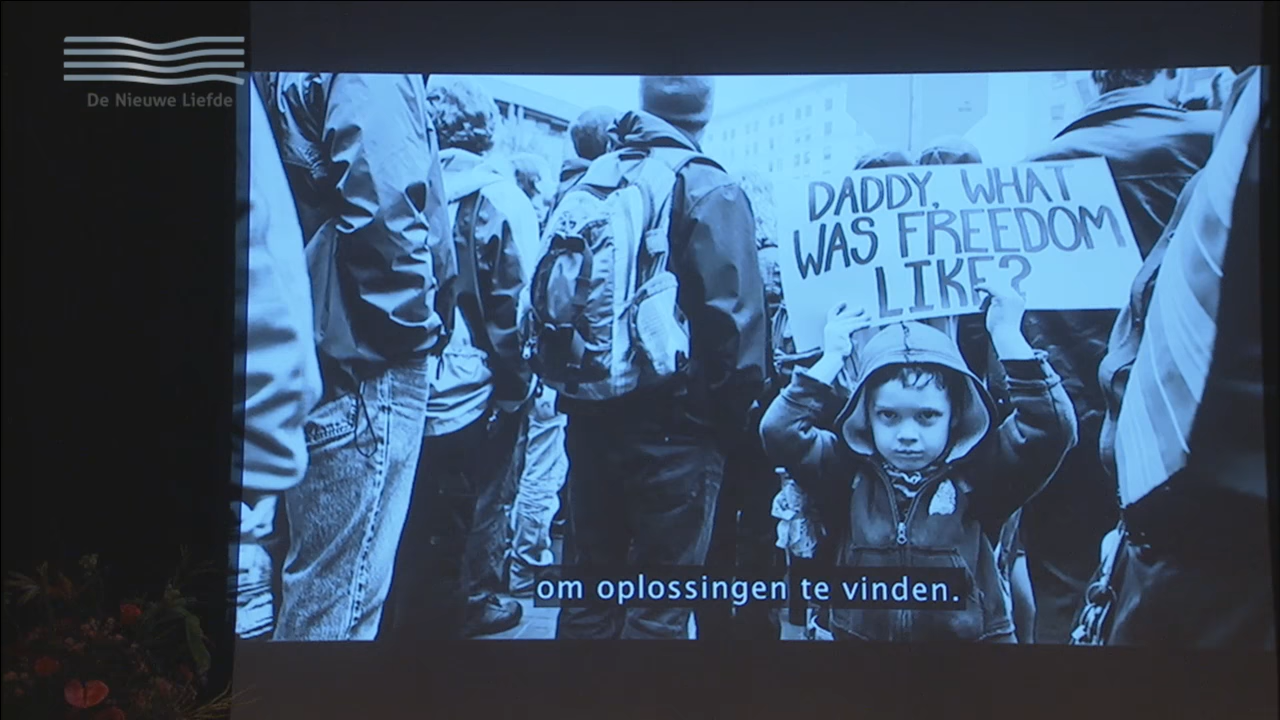 De Nieuwe Liefde
DADDY, WHAT
WAS FREEDOM
LIKE?
om oplossingen te vinden.